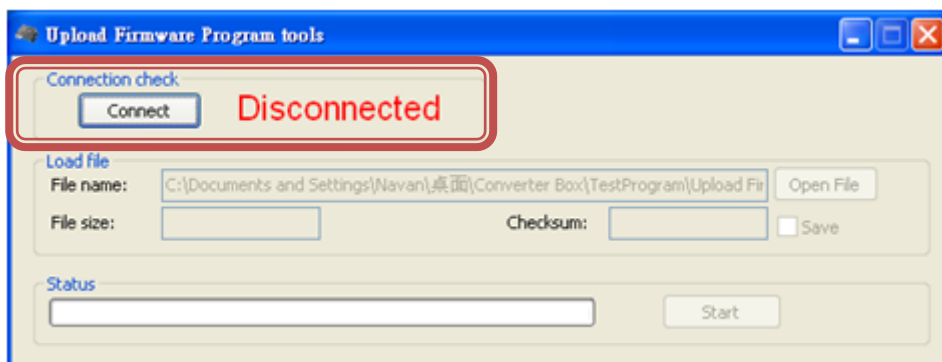 Upload Firmware Program tools
Connection check
Connect Disconnected
Load file
File name: C:\Documents and Settings\Navan\桌面\Converter Box\TestProgram\Upload Fir Open File
File size: Checksum: Save
Status
Start